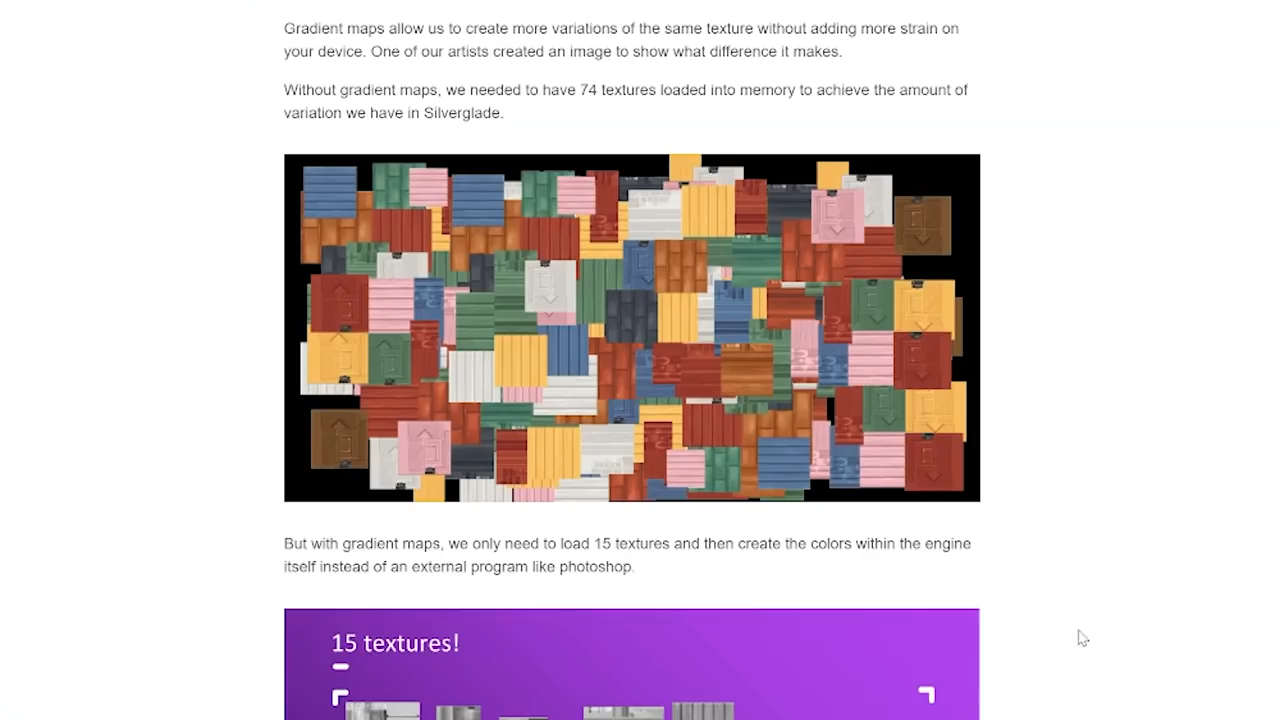 Gradient maps allow us to create more variations of the same texture without adding more strain on
your device. One of our artists created an image to show what difference it makes.
Without gradient maps, we needed to have 74 textures loaded into memory to achieve the amount of
variation we have in Silverglade.
But with gradient maps, we only need to load 15 textures and then create the colors within the engine
itself instead of an external program like photoshop.
15 textures!